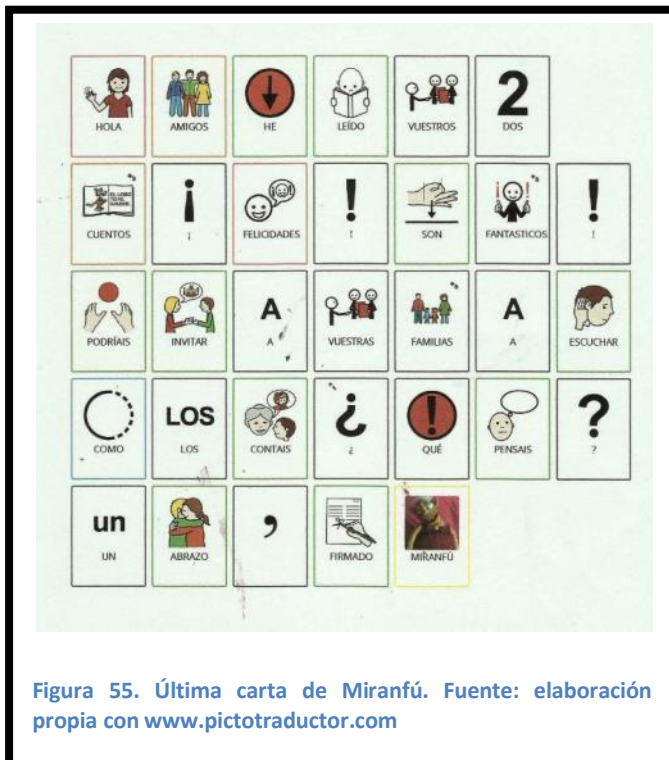 2
HOLA AMIGOS HE LEÍDO VUESTROS DOS
¡ ! !
CUENTOS ¡ FELICIDADES ! SON FANTASTICOS !
A A
PODRÍAIS INVITAR A VUESTRAS FAMILIAS A ESCUCHAR
LOS ¿ ! ?
COMO LOS CONTAIS ¿ QUÉ PENSAIS ?
un ,
UN ABRAZO FIRMADO MIRANFÚ
Figura 55. Última carta de Miranfú. Fuente: elaboración
propia con www.pictotraductor.com